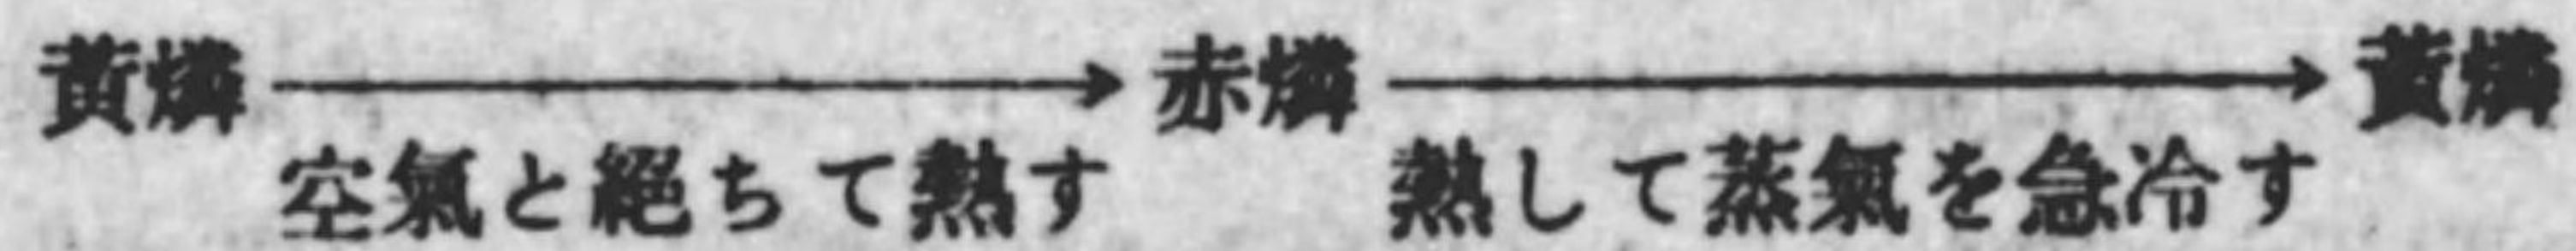 黄燐 ⟶ 赤燐 ⟶ 黄燐
空氣と絕ちて熱す 熱して蒸氣を急冷す